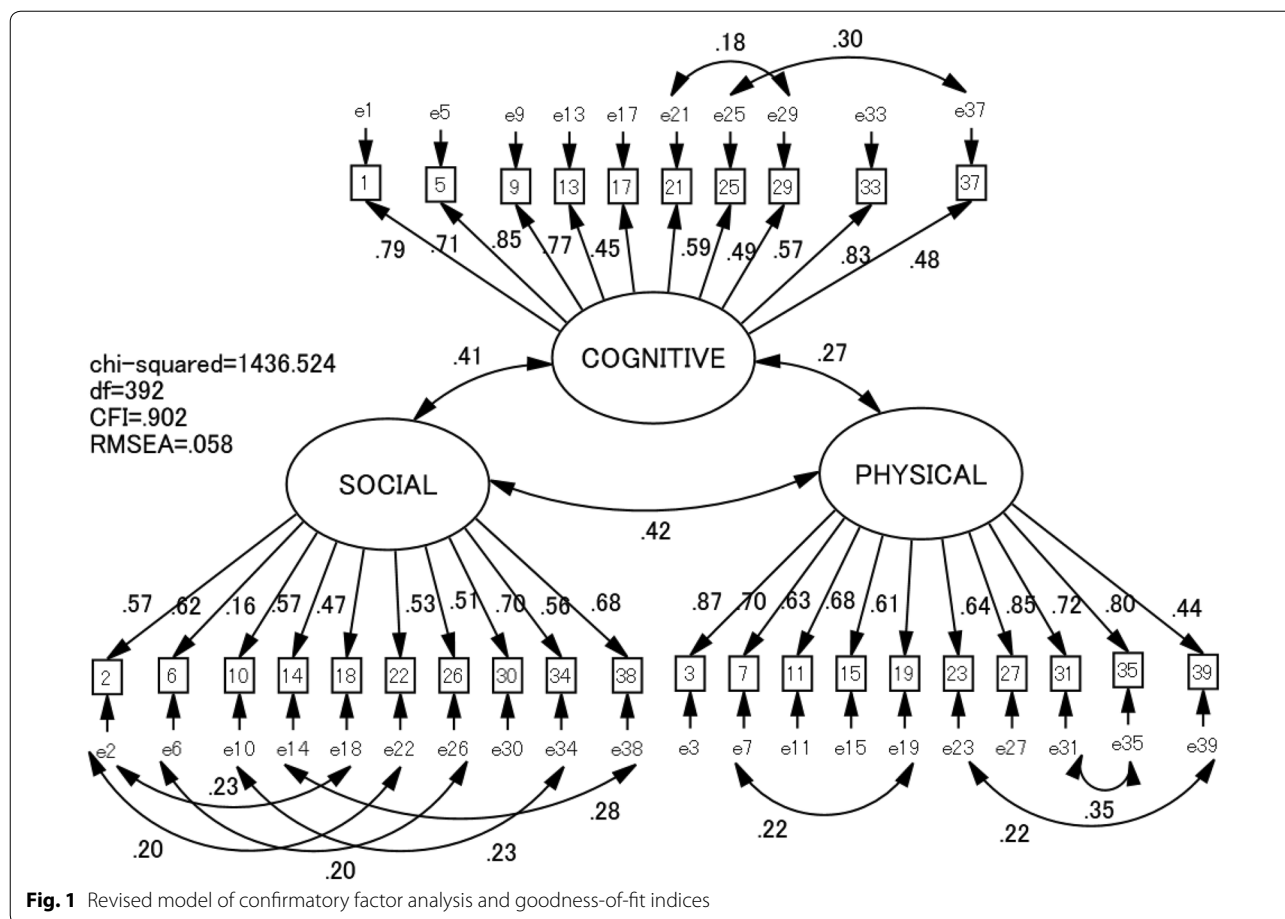 .18 .30
e1 e5 e9 e13 e17 e21 e25 e29 e33 e37
1 5 9 13 17 21 25 29 33 37
.79 .71 .85 .77 .45 .59 .49 .57 .83 .48
COGNITIVE
.41 .27
chi-squared=1436.524
df=392
CFI=.902
RMSEA=.058
SOCIAL PHYSICAL
.42
.57 .62 .16 .57 .47 .53 .51 .70 .56 .68 .87 .70 .63 .68 .61 .64 .85 .72 .80 .44
2 6 10 14 18 22 26 30 34 38 3 7 11 15 19 23 27 31 35 39
e2 e6 e10 e14 e18 e22 e26 e30 e34 e38 e3 e7 e11 e15 e19 e23 e27 e31 e35 e39
.23 .28 .35
.20 .20 .23 .22 .22
Fig. 1 Revised model of confirmatory factor analysis and goodness-of-fit indices